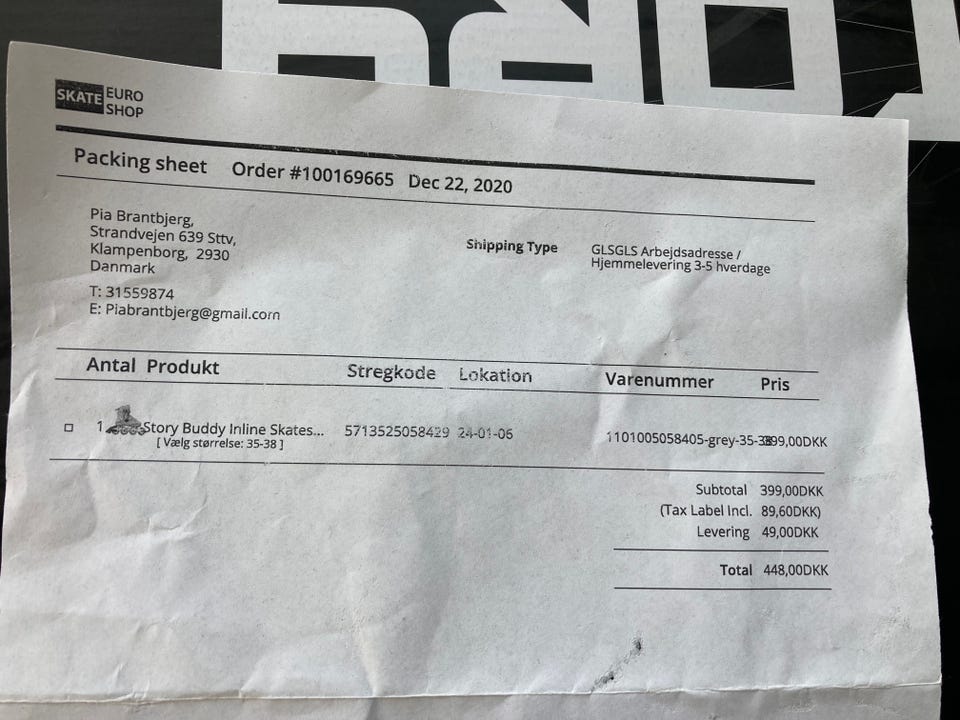 SKATE EURO
SHOP
Packing sheet Order #100169665 Dec 22, 2020
Pia Brantbjerg,
Strandvejen 639 Sttv,
Klampenborg, 2930
Danmark
T: 31559874
E: Piabrantbjerg@gmail.com
Shipping Type GLSGLS Arbejdsadresse /
Hjemmelevering 3-5 hverdage
Antal Produkt Stregkode Lokation Varenummer Pris
1 Story Buddy Inline Skates... 5713525058429 24-01-06 1101005058405-grey-35-38 399,00DKK
[ Vælg størrelse: 35-38 ]
Subtotal 399,00DKK
(Tax Label Incl. 89,60DKK)
Levering 49,00DKK
Total 448,00DKK